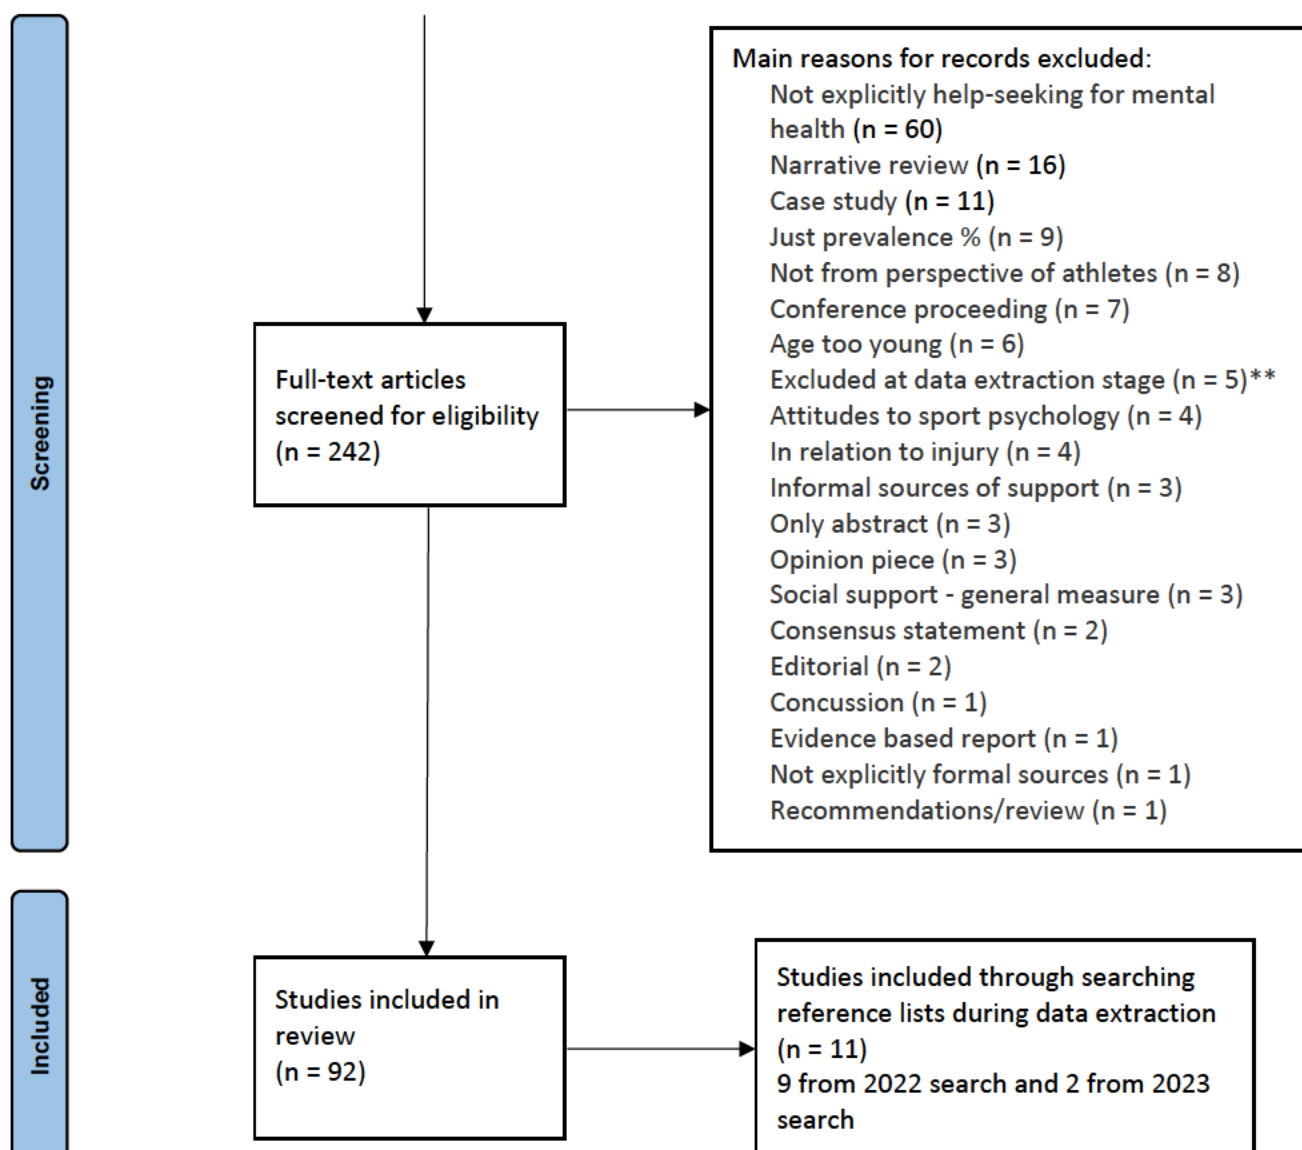 Screening
Main reasons for records excluded:
Not explicitly help-seeking for mental
health (n = 60)
Narrative review (n = 16)
Case study (n = 11)
Just prevalence % (n = 9)
Not from perspective of athletes (n = 8)
Conference proceeding (n = 7)
Age too young (n = 6)
Excluded at data extraction stage (n = 5)**
Attitudes to sport psychology (n = 4)
In relation to injury (n = 4)
Informal sources of support (n = 3)
Only abstract (n = 3)
Opinion piece (n = 3)
Social support - general measure (n = 3)
Consensus statement (n = 2)
Editorial (n = 2)
Concussion (n = 1)
Evidence based report (n = 1)
Not explicitly formal sources (n = 1)
Recommendations/review (n = 1)
Full-text articles
screened for eligibility
(n = 242)
Included
Studies included in
review
(n = 92)
Studies included through searching
reference lists during data extraction
(n = 11)
9 from 2022 search and 2 from 2023
search